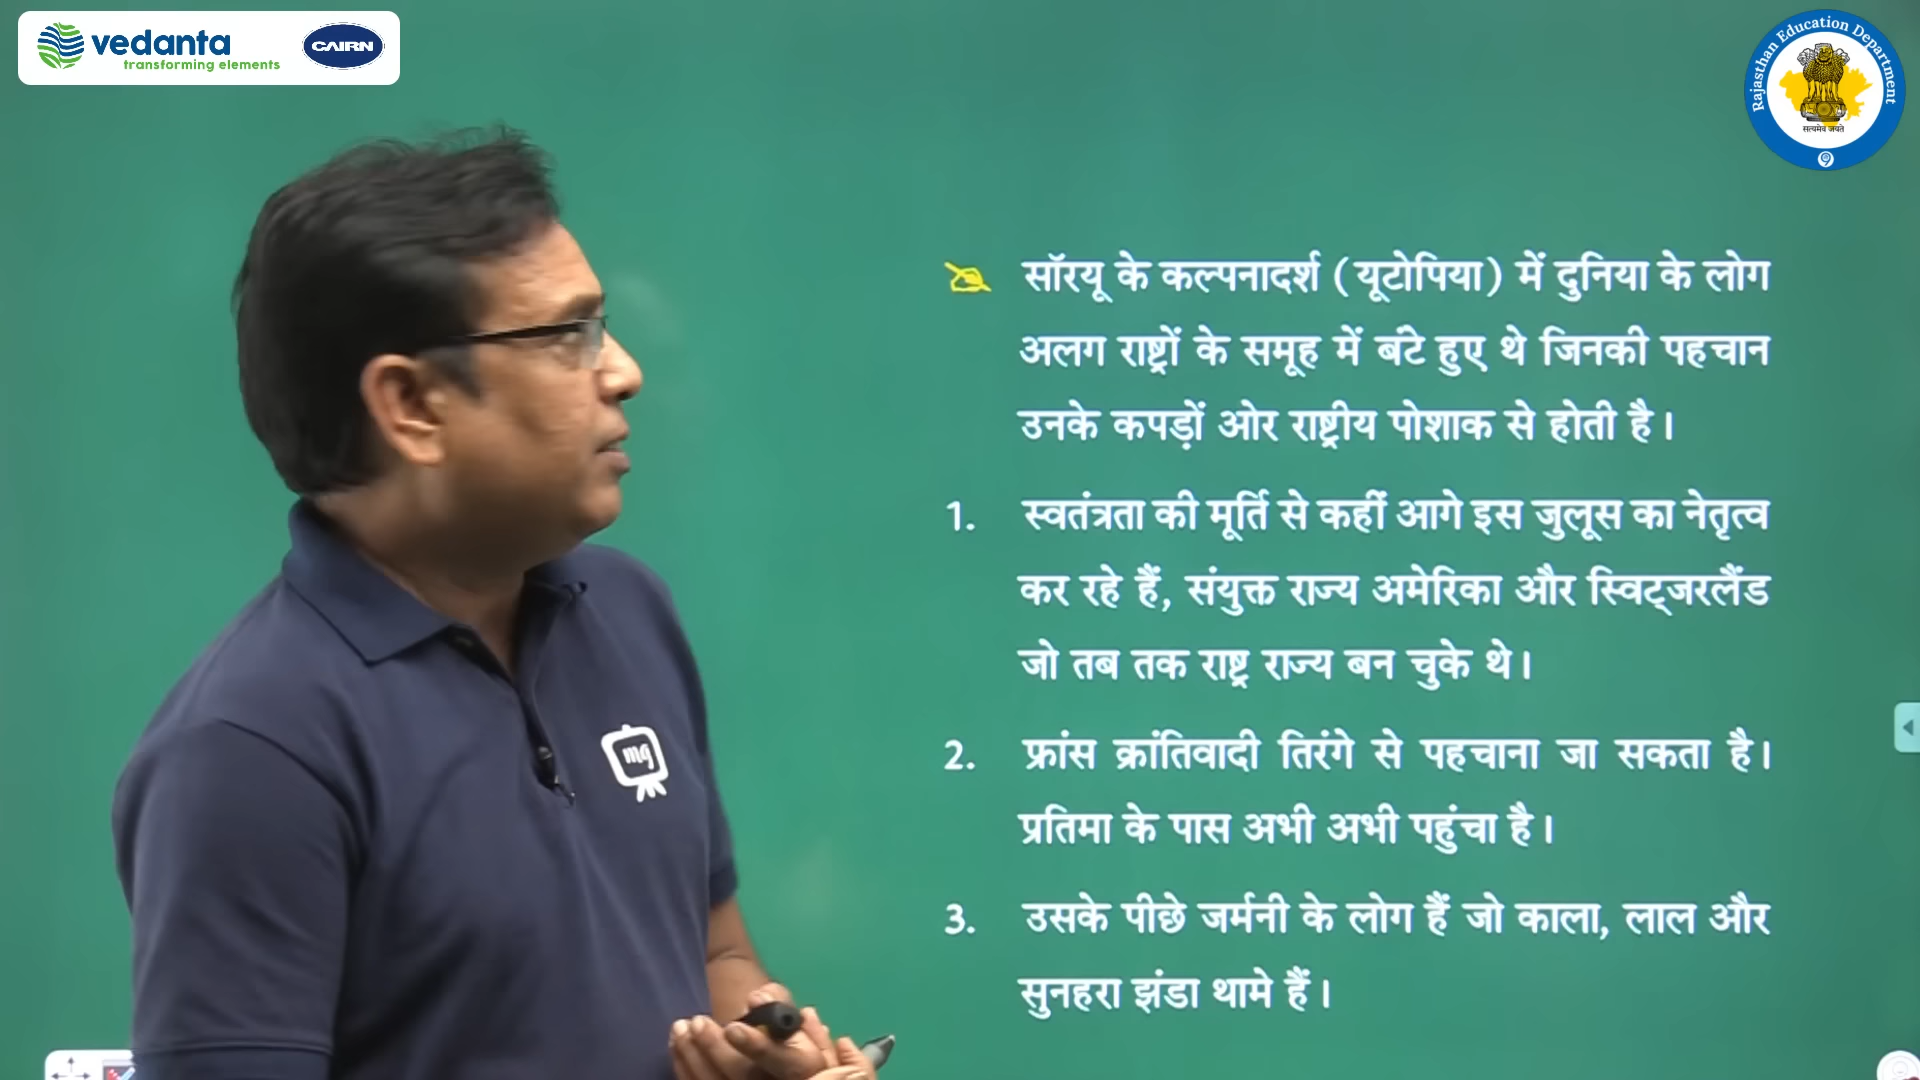 vedanta
transforming elements
CAIRN
Rajasthan Education Department
सत्यमेव जयते
सॉरयू के कल्पनादर्श (यूटोपिया) में दुनिया के लोग
अलग राष्ट्रों के समूह में बंटे हुए थे जिनकी पहचान
उनके कपड़ों ओर राष्ट्रीय पोशाक से होती है।
1. स्वतंत्रता की मूर्ति से कहीं आगे इस जुलूस का नेतृत्व
कर रहे हैं, संयुक्त राज्य अमेरिका और स्विट्जरलैंड
जो तब तक राष्ट्र राज्य बन चुके थे।
2. फ्रांस क्रांतिवादी तिरंगे से पहचाना जा सकता है।
प्रतिमा के पास अभी अभी पहुंचा है।
3. उसके पीछे जर्मनी के लोग हैं जो काला, लाल और
सुनहरा झंडा थामे हैं।
mg